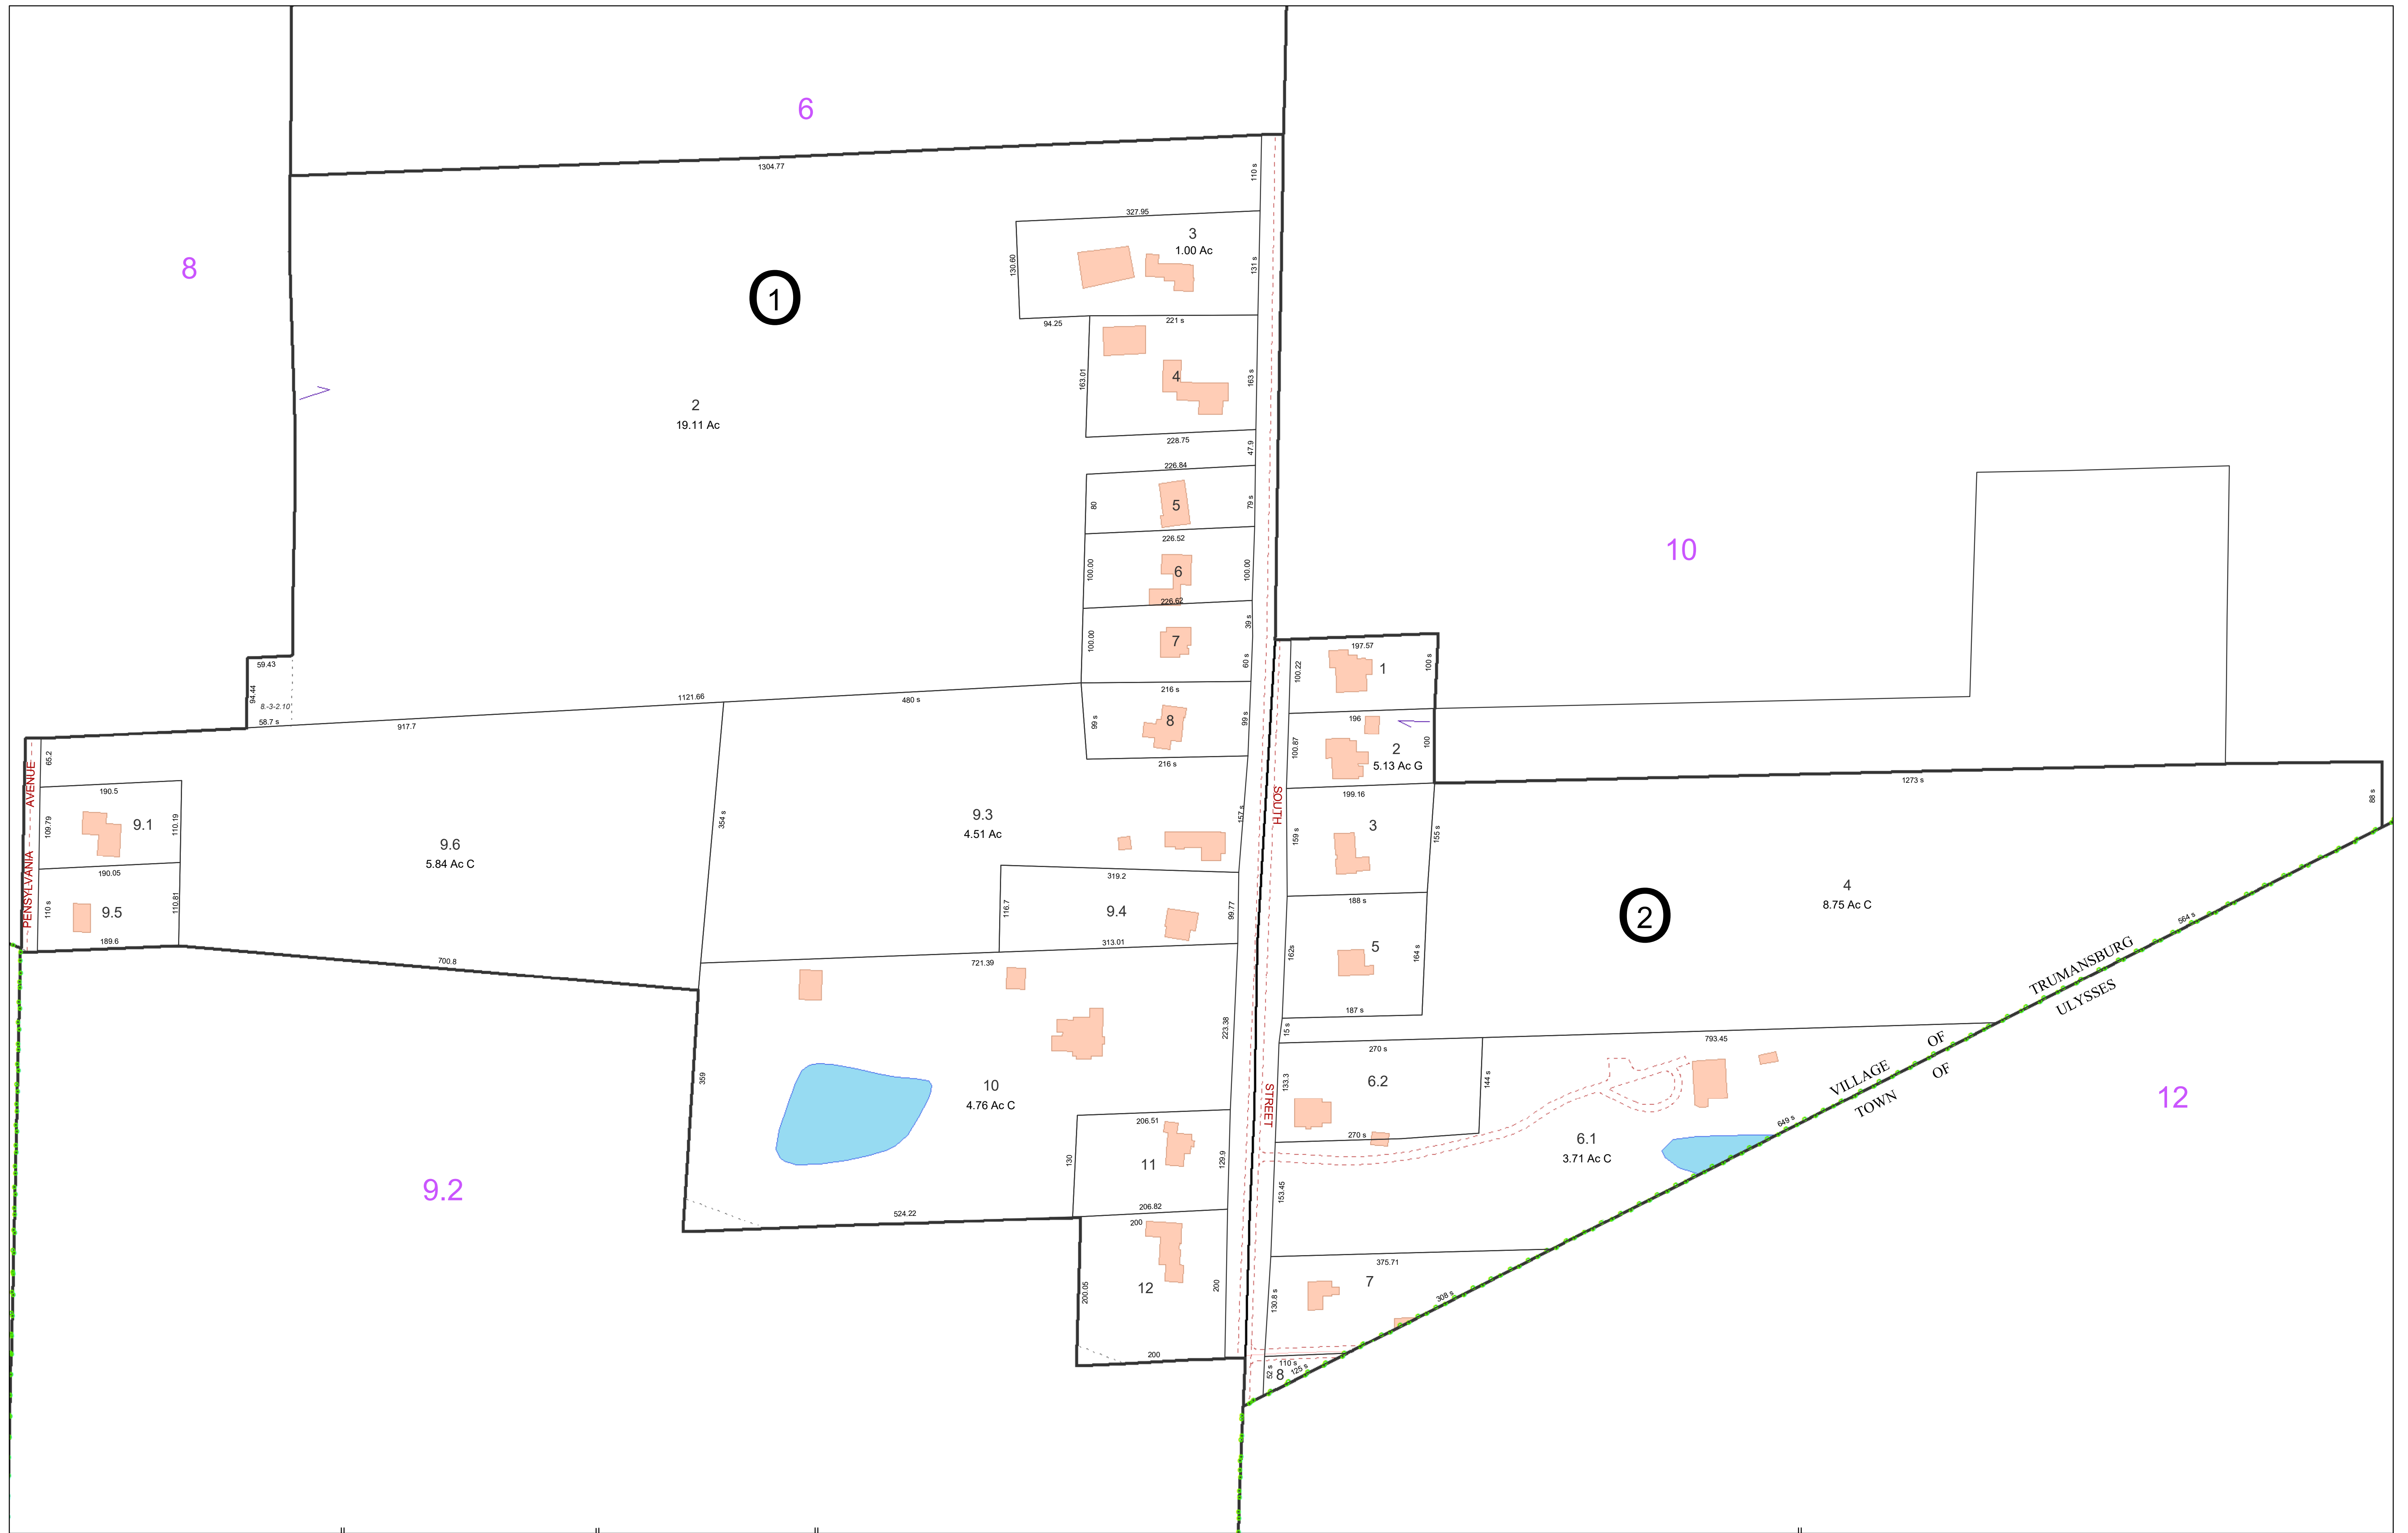 6
1304.77
110 s
327.95
3
1.00 Ac
130.60
131 s
8
1
94.25
221 s
163.01
4
163 s
2
19.11 Ac
228.75
47.9
226.84
80
5
79 s
226.52
100.00
6
100.00
226.62
39 s
100.00
7
60 s
10
59.43
94.44
8.-3-2.10
58.7 s
917.7
1121.66
480 s
216 s
99 s
8
99 s
216 s
197.57
100.22
1
100 s
196
100.87
2
5.13 Ac G
100
199.16
1273 s
88 s
PENSYLVANIA AVENUE
65.2
190.5
109.79
9.1
110.19
190.05
110 s
9.5
110.81
189.6
9.6
5.84 Ac C
354 s
9.3
4.51 Ac
157 s
319.2
116.7
9.4
99.77
313.01
721.39
700.8
SOUTH
STREET
159 s
3
155 s
188 s
162s
5
164 s
187 s
15 s
2
4
8.75 Ac C
564 s
VILLAGE OF TRUMANSBURG
TOWN OF ULYSSES
649 s
12
359
10
4.76 Ac C
223.38
206.51
130
11
129.9
206.82
524.22
200
200.05
12
200
200
9.2
270 s
133.3
6.2
144 s
270 s
793.45
6.1
3.71 Ac C
153.45
375.71
130.8 s
7
308 s
110 s
52 s
8
125 s